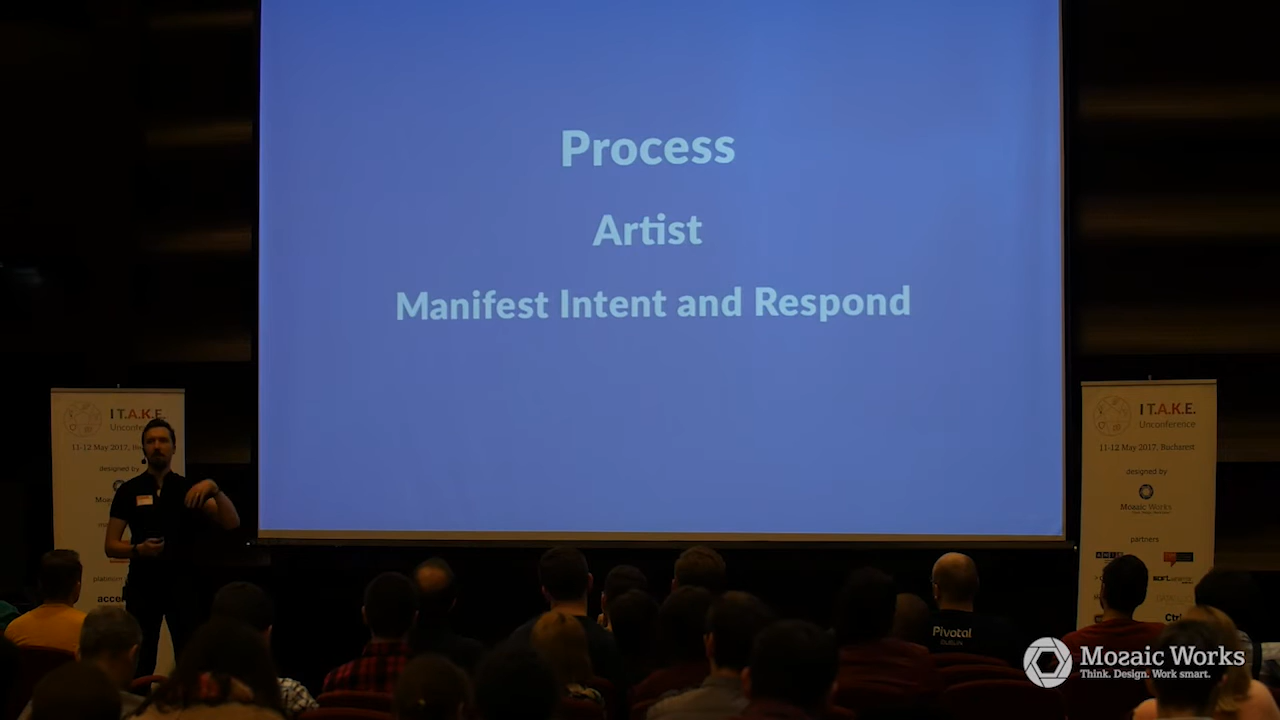 Process
Artist
Manifest Intent and Respond
I T.A.K.E.
Unconference
11-12 May 2017,
designed by
platinum
accen
I T.A.K.E.
Unconference
11-12 May 2017, Bucharest
designed by
Mozaic Works
partners
Pivotal
Mozaic Works
Think. Design. Work smart.